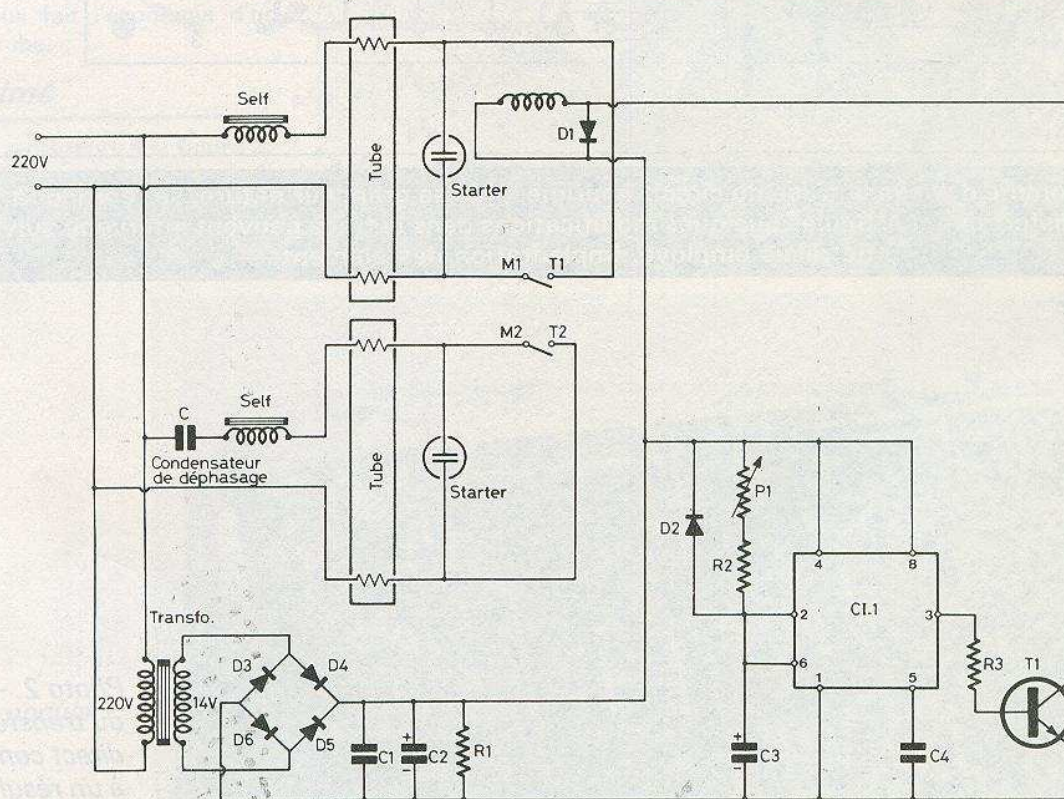 Self
220V
Tube
D1
Starter
M1 T1
M2 T2
C
Self
Condensateur
de déphasage
Tube
Starter
P1
D2
R2
4 8
2 CI.1 3
6
1 5
R3
T1
Transfo.
220V 14V
D3 D4
D6 D5
C1
+
C2
-
R1
+
C3
-
C4